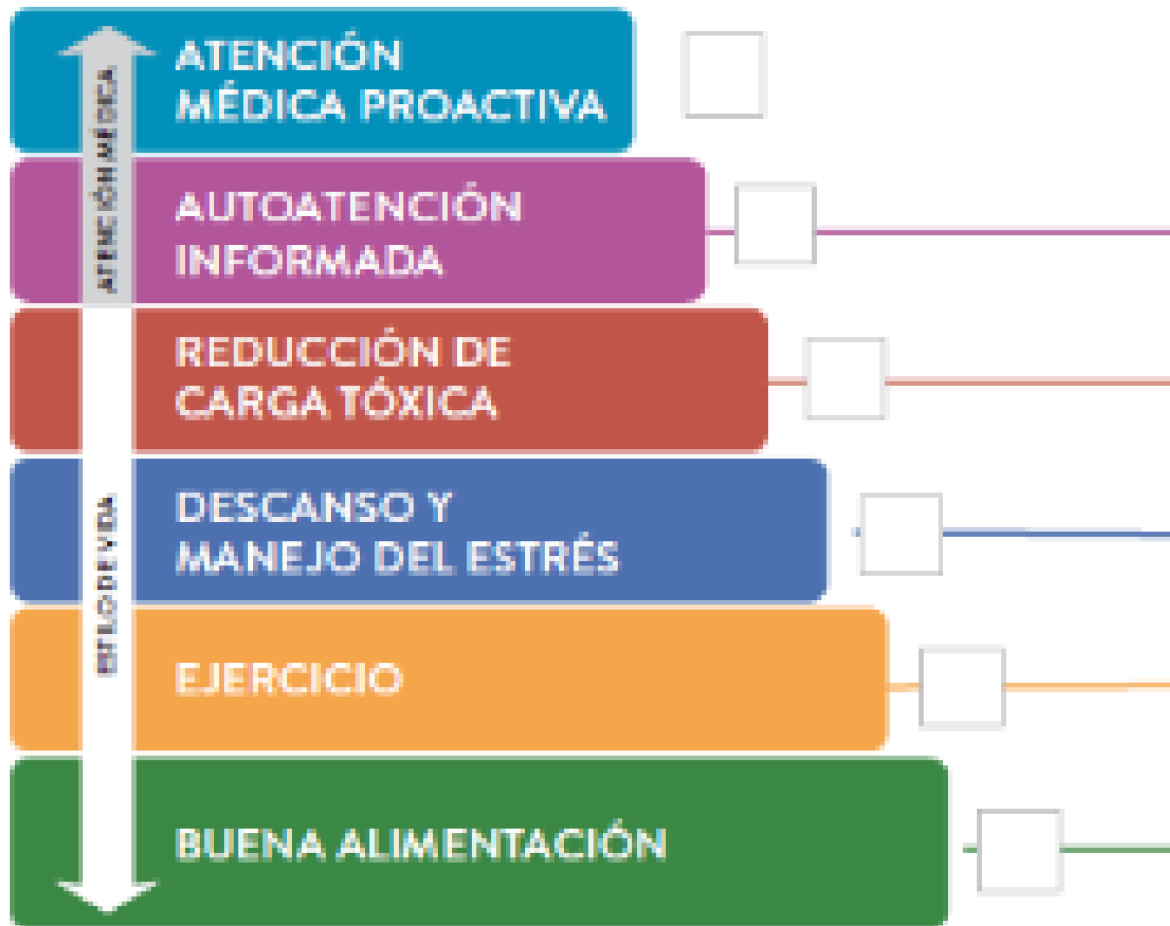 ATENCIÓN
MÉDICA PROACTIVA
ATENCIÓN MÉDICA
AUTOATENCIÓN
INFORMADA
REDUCCIÓN DE
CARGA TÓXICA
DESCANSO Y
MANEJO DEL ESTRÉS
ESTILO DE VIDA
EJERCICIO
BUENA ALIMENTACIÓN